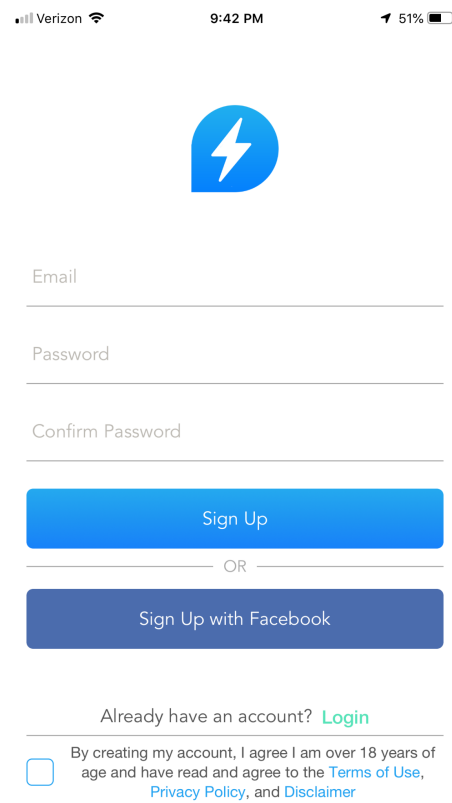 Verizon 9:42 PM 51%
Email
Password
Confirm Password
Sign Up
OR
Sign Up with Facebook
Already have an account? Login
By creating my account, I agree I am over 18 years of
age and have read and agree to the Terms of Use,
Privacy Policy, and Disclaimer